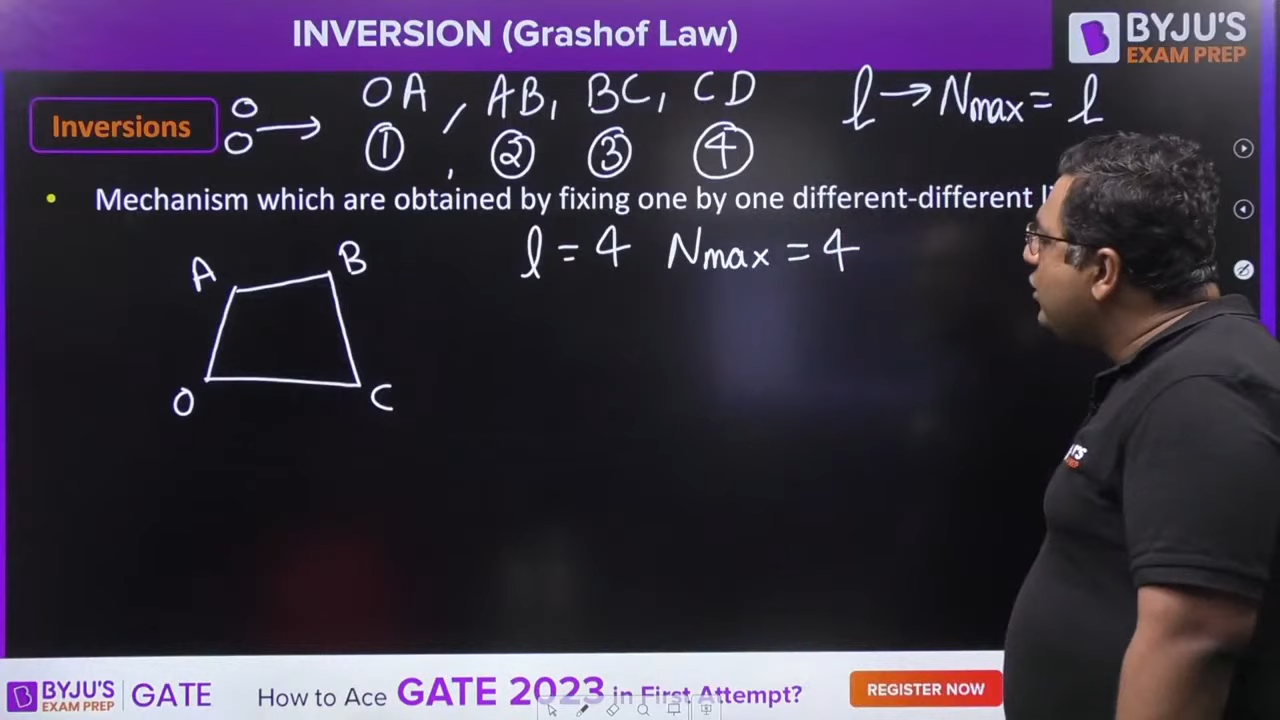 INVERSION (Grashof Law)
BYJU'S
EXAM PREP
Inversions
OA, AB, BC, CD
① , ② ③ ④
l → Nmax = l
• Mechanism which are obtained by fixing one by one different-different
l = 4 Nmax = 4
A
B
O
C
BYJU'S
EXAM PREP
GATE
How to Ace GATE 2023 in First Attempt?
REGISTER NOW